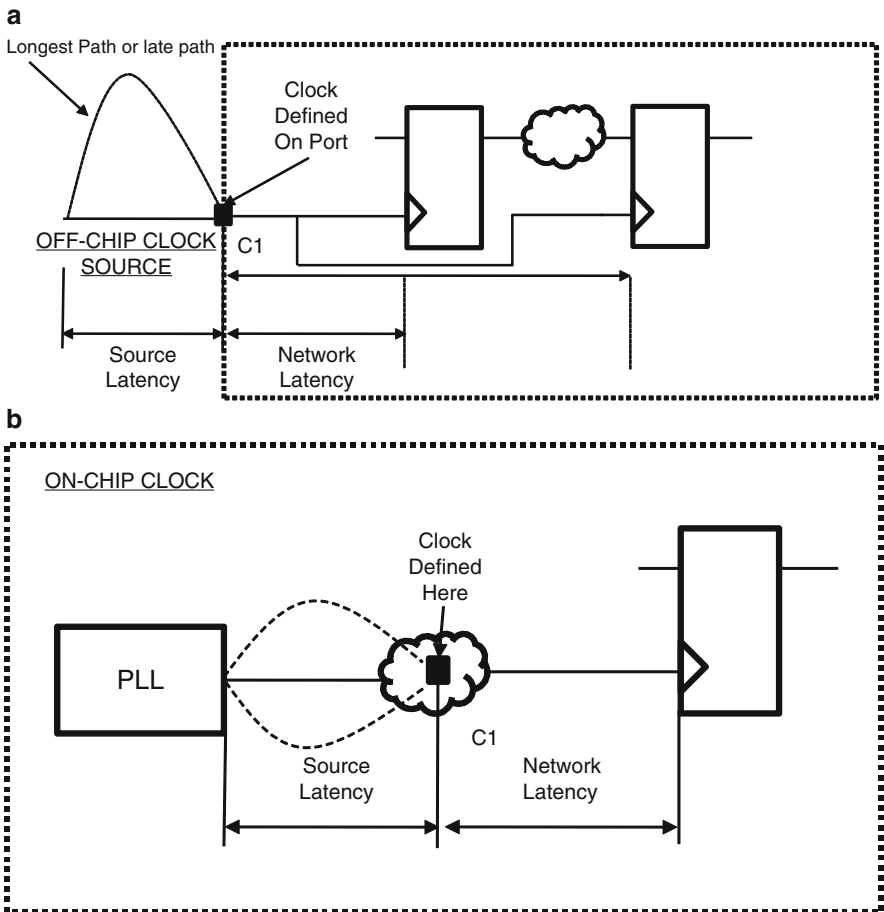 a
Longest Path or late path
Clock
Defined
On Port
OFF-CHIP CLOCK
SOURCE
C1
Source
Latency
Network
Latency
b
ON-CHIP CLOCK
Clock
Defined
Here
PLL
C1
Source
Latency
Network
Latency